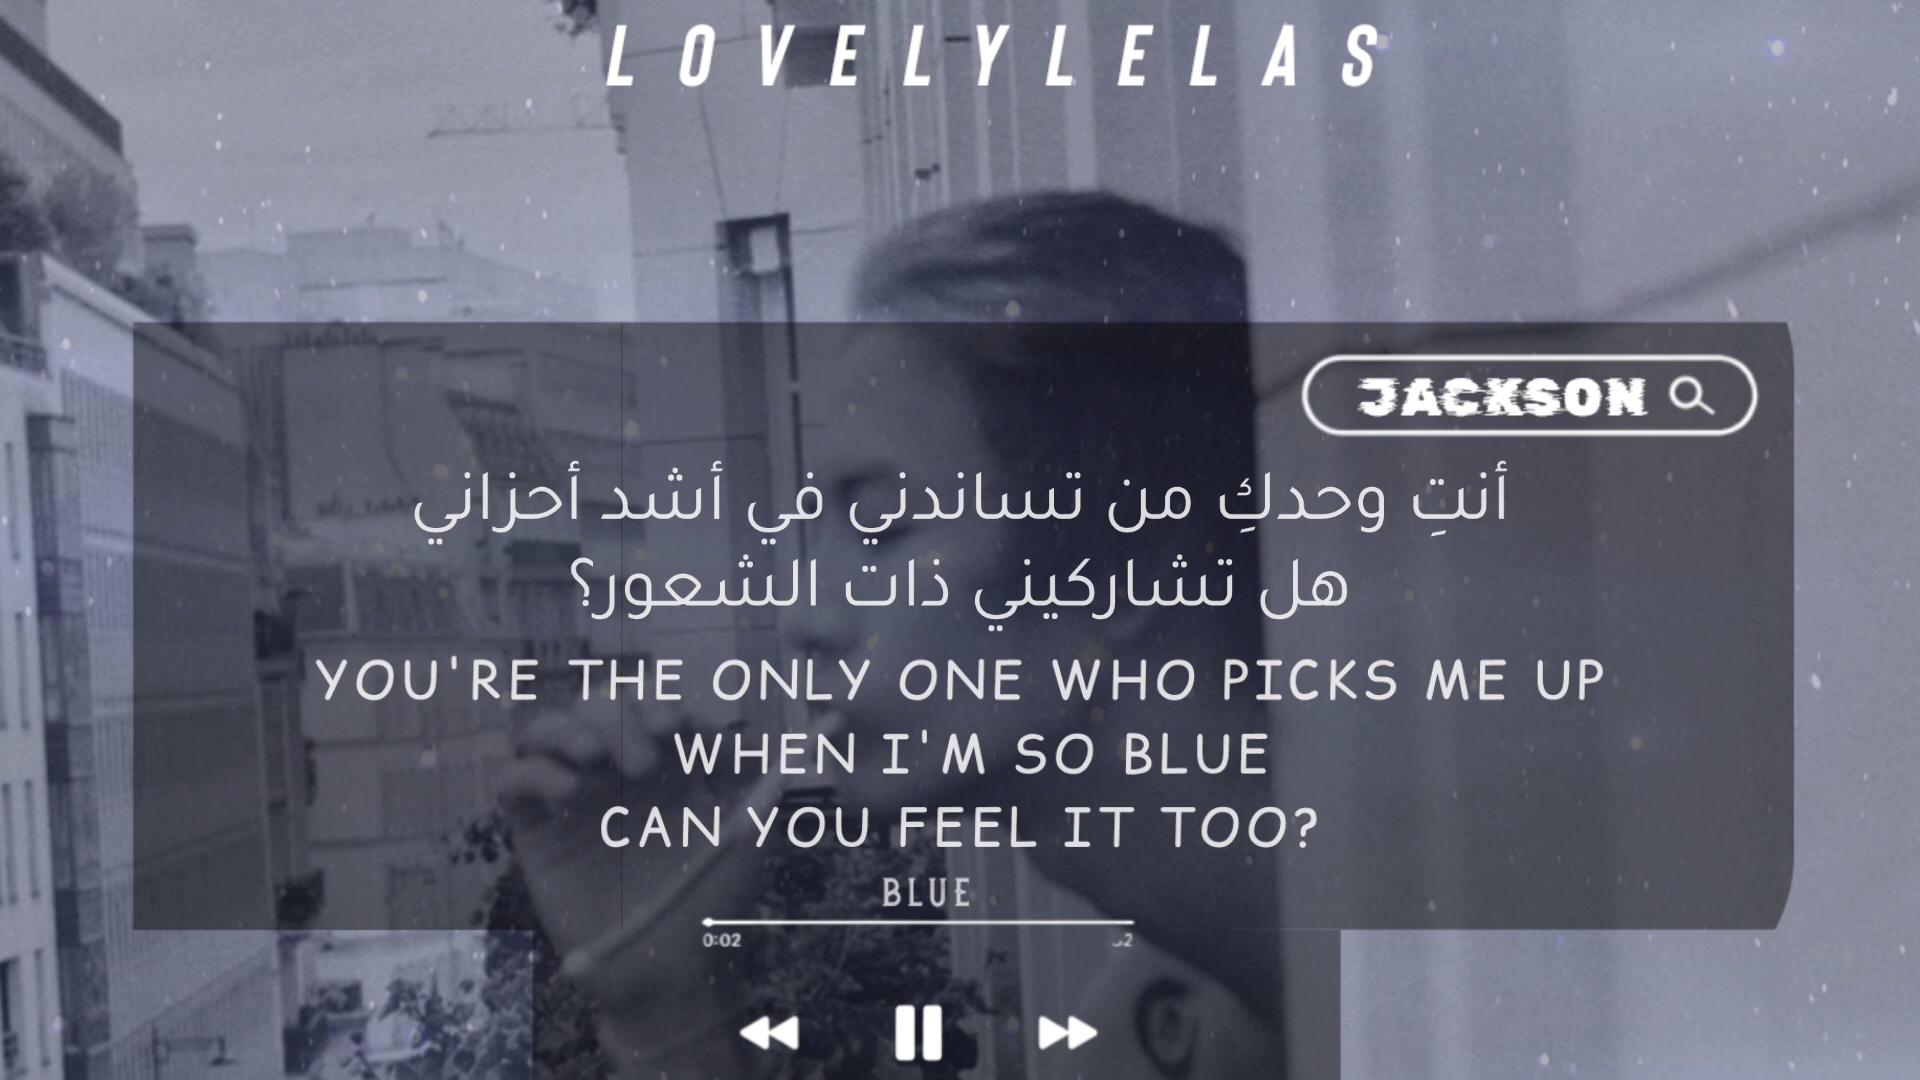 LOVELYLELAS
JACKSON
أنتِ وحدكِ من تساندني في أشد أحزاني
هل تشاركيني ذات الشعور؟
YOU'RE THE ONLY ONE WHO PICKS ME UP
WHEN I'M SO BLUE
CAN YOU FEEL IT TOO?
BLUE
0:02